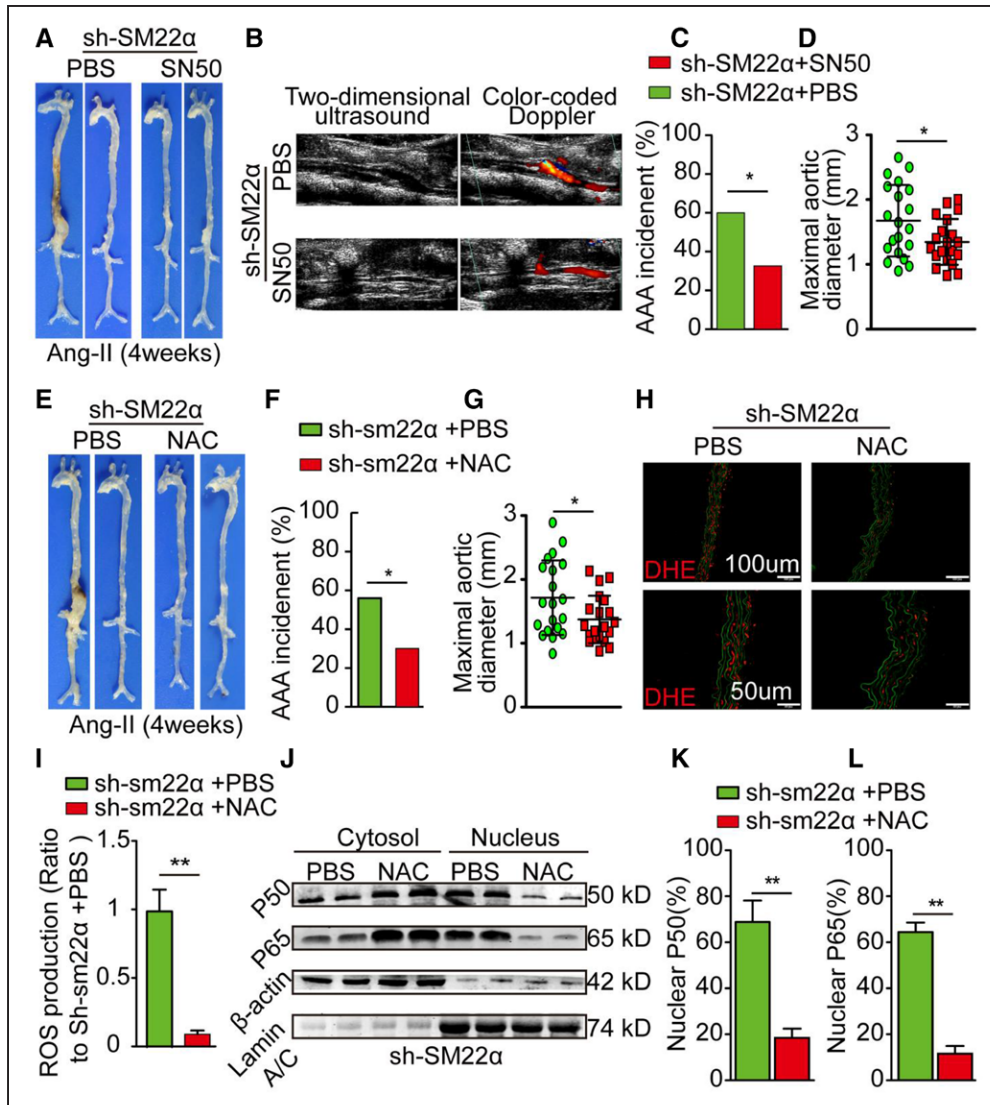 A
sh-SM22α
PBS SN50
Ang-II (4weeks)
B
Two-dimensional
ultrasound
Color-coded
Doppler
sh-SM22α
PBS
SN50
C
sh-SM22α+SN50
sh-SM22α+PBS
AAA incidenent (%)
80
60
40
20
0
*
D
Maximal aortic
diameter (mm)
3
2
1
0
*
E
sh-SM22α
PBS NAC
Ang-II (4weeks)
F
sh-sm22α +PBS
sh-sm22α +NAC
AAA incidenent (%)
80
60
40
20
0
*
G
Maximal aortic
diameter (mm)
3
2
1
0
*
H
sh-SM22α
PBS NAC
DHE 100um
DHE 50um
I
sh-sm22α +PBS
sh-sm22α +NAC
ROS production (Ratio
to Sh-sm22α +PBS )
1.5
1
0.5
0
**
J
Cytosol Nucleus
PBS NAC PBS NAC
P50 50 kD
P65 65 kD
β-actin 42 kD
Lamin
A/C
74 kD
sh-SM22α
K L
sh-sm22α +PBS
sh-sm22α +NAC
Nuclear P50(%)
100
80
60
40
20
0
**
Nuclear P65(%)
100
80
60
40
20
0
**